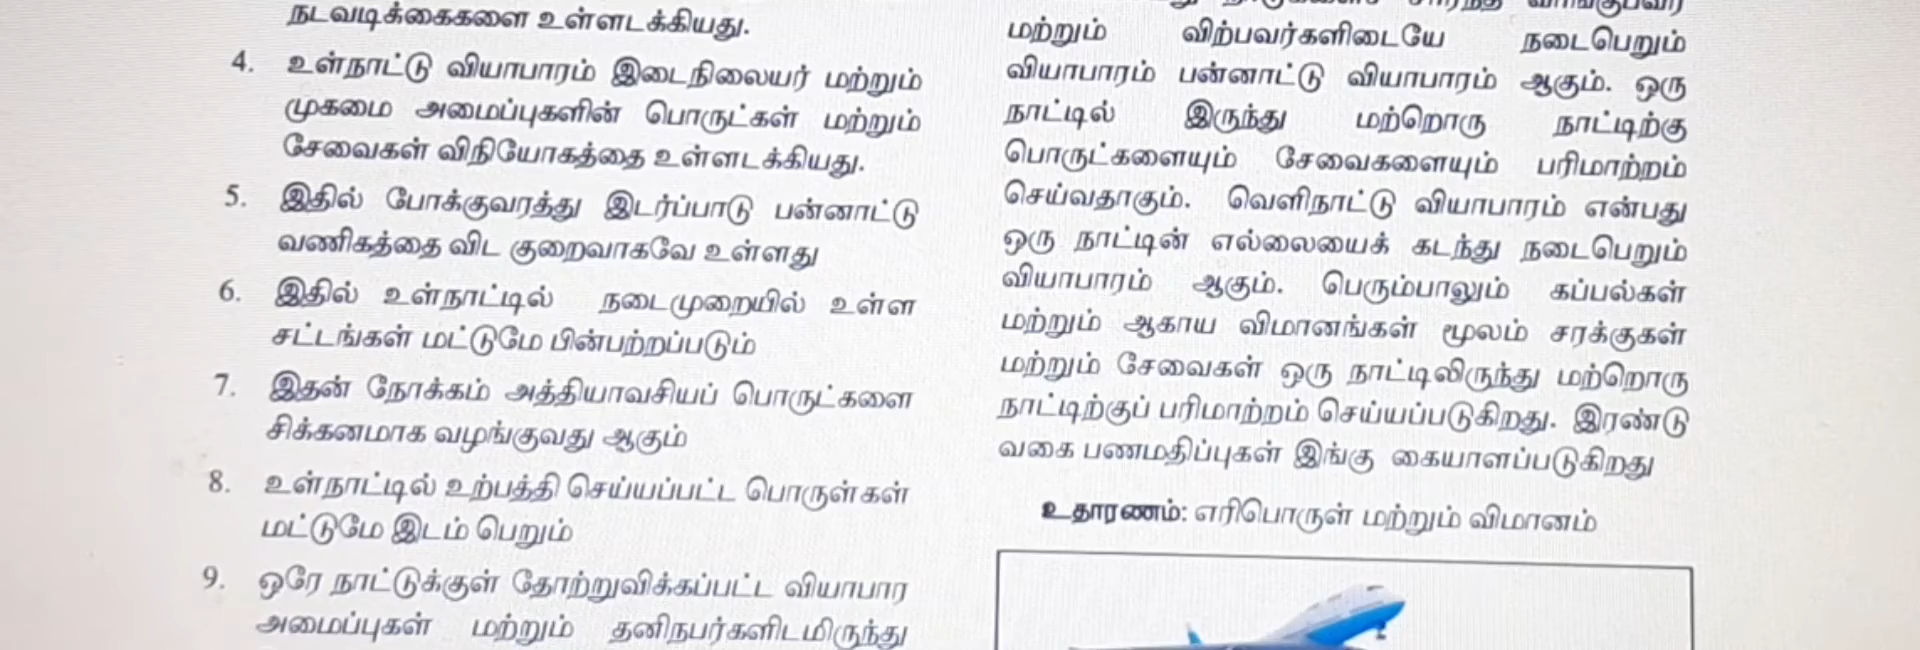 நடவடிக்கைகளை உள்ளடக்கியது.
4. உள்நாட்டு வியாபாரம் இடைநிலையர் மற்றும்
முகமை அமைப்புகளின் பொருட்கள் மற்றும்
சேவைகள் விநியோகத்தை உள்ளடக்கியது.
5. இதில் போக்குவரத்து இடர்ப்பாடு பன்னாட்டு
வணிகத்தை விட குறைவாகவே உள்ளது
6. இதில் உள்நாட்டில் நடைமுறையில் உள்ள
சட்டங்கள் மட்டுமே பின்பற்றப்படும்
7. இதன் நோக்கம் அத்தியாவசியப் பொருட்களை
சிக்கனமாக வழங்குவது ஆகும்
8. உள்நாட்டில் உற்பத்தி செய்யப்பட்ட பொருள்கள்
மட்டுமே இடம் பெறும்
9. ஒரே நாட்டுக்குள் தோற்றுவிக்கப்பட்ட வியாபார
அமைப்புகள் மற்றும் தனிநபர்களிடமிருந்து
மற்றும் விற்பவர்களிடையே நடைபெறும்
வியாபாரம் பன்னாட்டு வியாபாரம் ஆகும். ஒரு
நாட்டில் இருந்து மற்றொரு நாட்டிற்கு
பொருட்களையும் சேவைகளையும் பரிமாற்றம்
செய்வதாகும். வெளிநாட்டு வியாபாரம் என்பது
ஒரு நாட்டின் எல்லையைக் கடந்து நடைபெறும்
வியாபாரம் ஆகும். பெரும்பாலும் கப்பல்கள்
மற்றும் ஆகாய விமானங்கள் மூலம் சரக்குகள்
மற்றும் சேவைகள் ஒரு நாட்டிலிருந்து மற்றொரு
நாட்டிற்குப் பரிமாற்றம் செய்யப்படுகிறது. இரண்டு
வகை பணமதிப்புகள் இங்கு கையாளப்படுகிறது
உதாரணம்: எரிபொருள் மற்றும் விமானம்